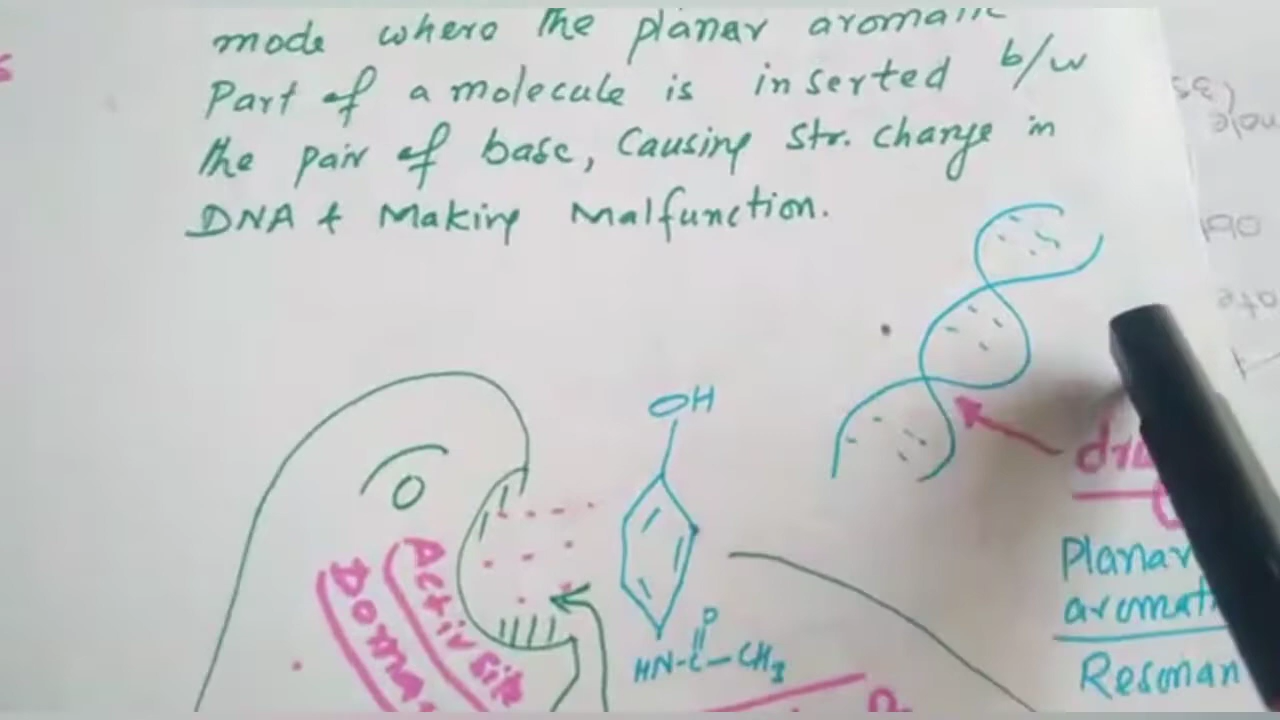 mode where the planar aromatic
Part of a molecule is inserted b/w
the pair of base, Causing Str. Change in
DNA & Making Malfunction.
OH
O
HN-C-CH3
Active Site
Planar